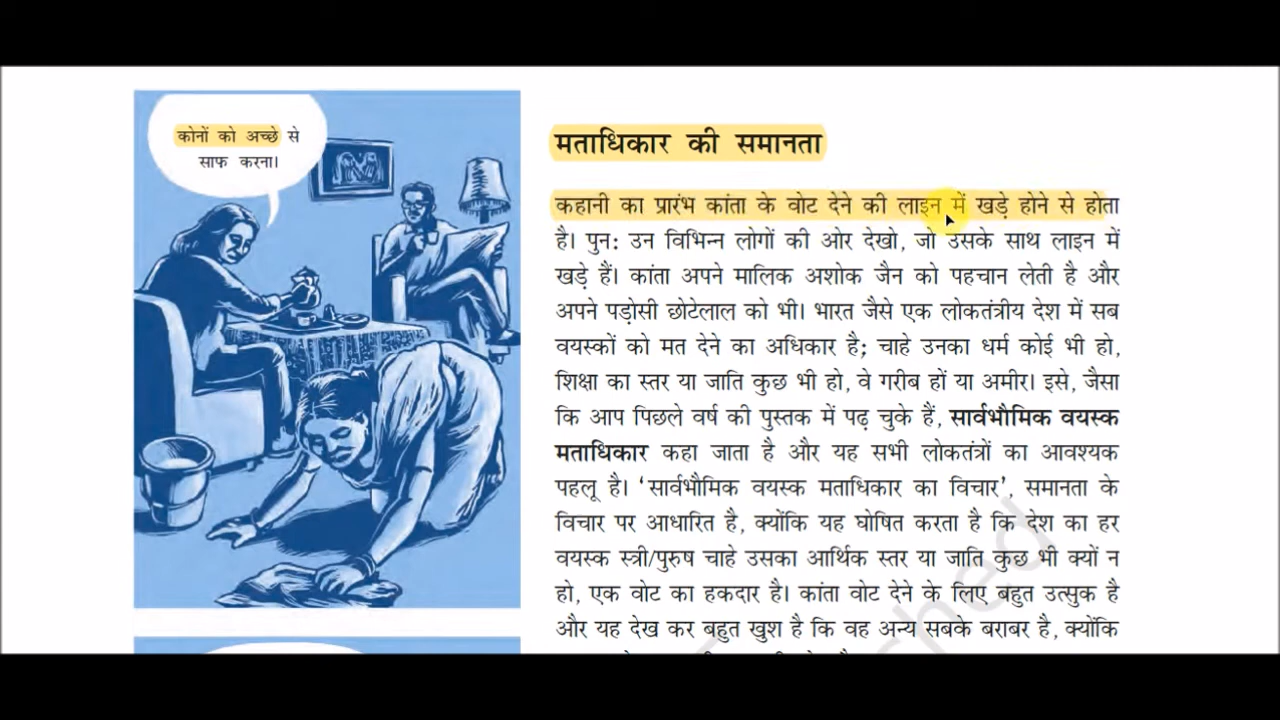 कोनों को अच्छे से
साफ करना।
मताधिकार की समानता
कहानी का प्रारंभ कांता के वोट देने की लाइन में खड़े होने से होता
है। पुन: उन विभिन्न लोगों की ओर देखो, जो उसके साथ लाइन में
खड़े हैं। कांता अपने मालिक अशोक जैन को पहचान लेती है और
अपने पड़ोसी छोटेलाल को भी। भारत जैसे एक लोकतंत्रीय देश में सब
वयस्कों को मत देने का अधिकार है; चाहे उनका धर्म कोई भी हो,
शिक्षा का स्तर या जाति कुछ भी हो, वे गरीब हों या अमीर। इसे, जैसा
कि आप पिछले वर्ष की पुस्तक में पढ़ चुके हैं, सार्वभौमिक वयस्क
मताधिकार कहा जाता है और यह सभी लोकतंत्रों का आवश्यक
पहलू है। ‘सार्वभौमिक वयस्क मताधिकार का विचार’, समानता के
विचार पर आधारित है, क्योंकि यह घोषित करता है कि देश का हर
वयस्क स्त्री/पुरुष चाहे उसका आर्थिक स्तर या जाति कुछ भी क्यों न
हो, एक वोट का हकदार है। कांता वोट देने के लिए बहुत उत्सुक है
और यह देख कर बहुत खुश है कि वह अन्य सबके बराबर है, क्योंकि